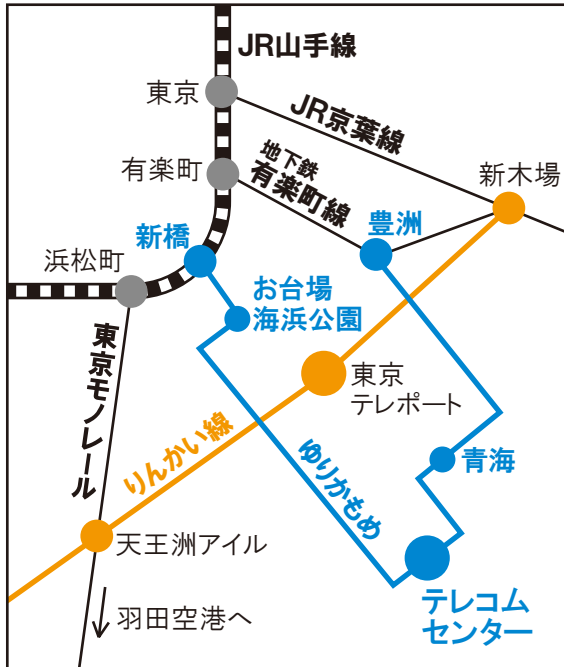 JR山手線
東京
JR京葉線
有楽町
地下鉄
有楽町線
新木場
新橋
豊洲
浜松町
お台場
海浜公園
東京モノレール
東京
テレポート
りんかい線
ゆりかもめ
青海
天王洲アイル
テレコム
センター
羽田空港へ